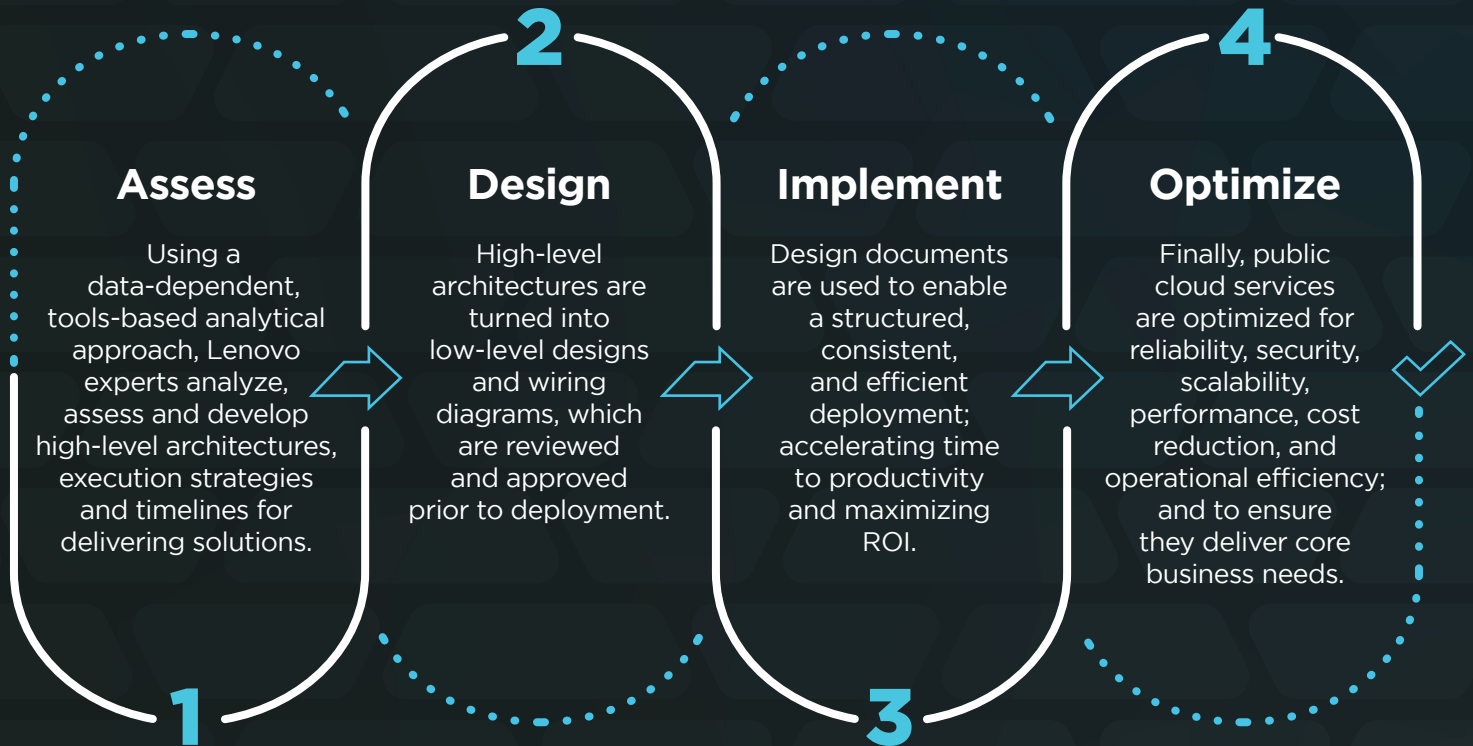 1
Assess
Using a
data-dependent,
tools-based analytical
approach, Lenovo
experts analyze,
assess and develop
high-level architectures,
execution strategies
and timelines for
delivering solutions.
2
Design
High-level
architectures are
turned into
low-level designs
and wiring
diagrams, which
are reviewed
and approved
prior to deployment.
3
Implement
Design documents
are used to enable
a structured,
consistent,
and efficient
deployment;
accelerating time
to productivity
and maximizing
ROI.
4
Optimize
Finally, public
cloud services
are optimized for
reliability, security,
scalability,
performance, cost
reduction, and
operational efficiency;
and to ensure
they deliver core
business needs.